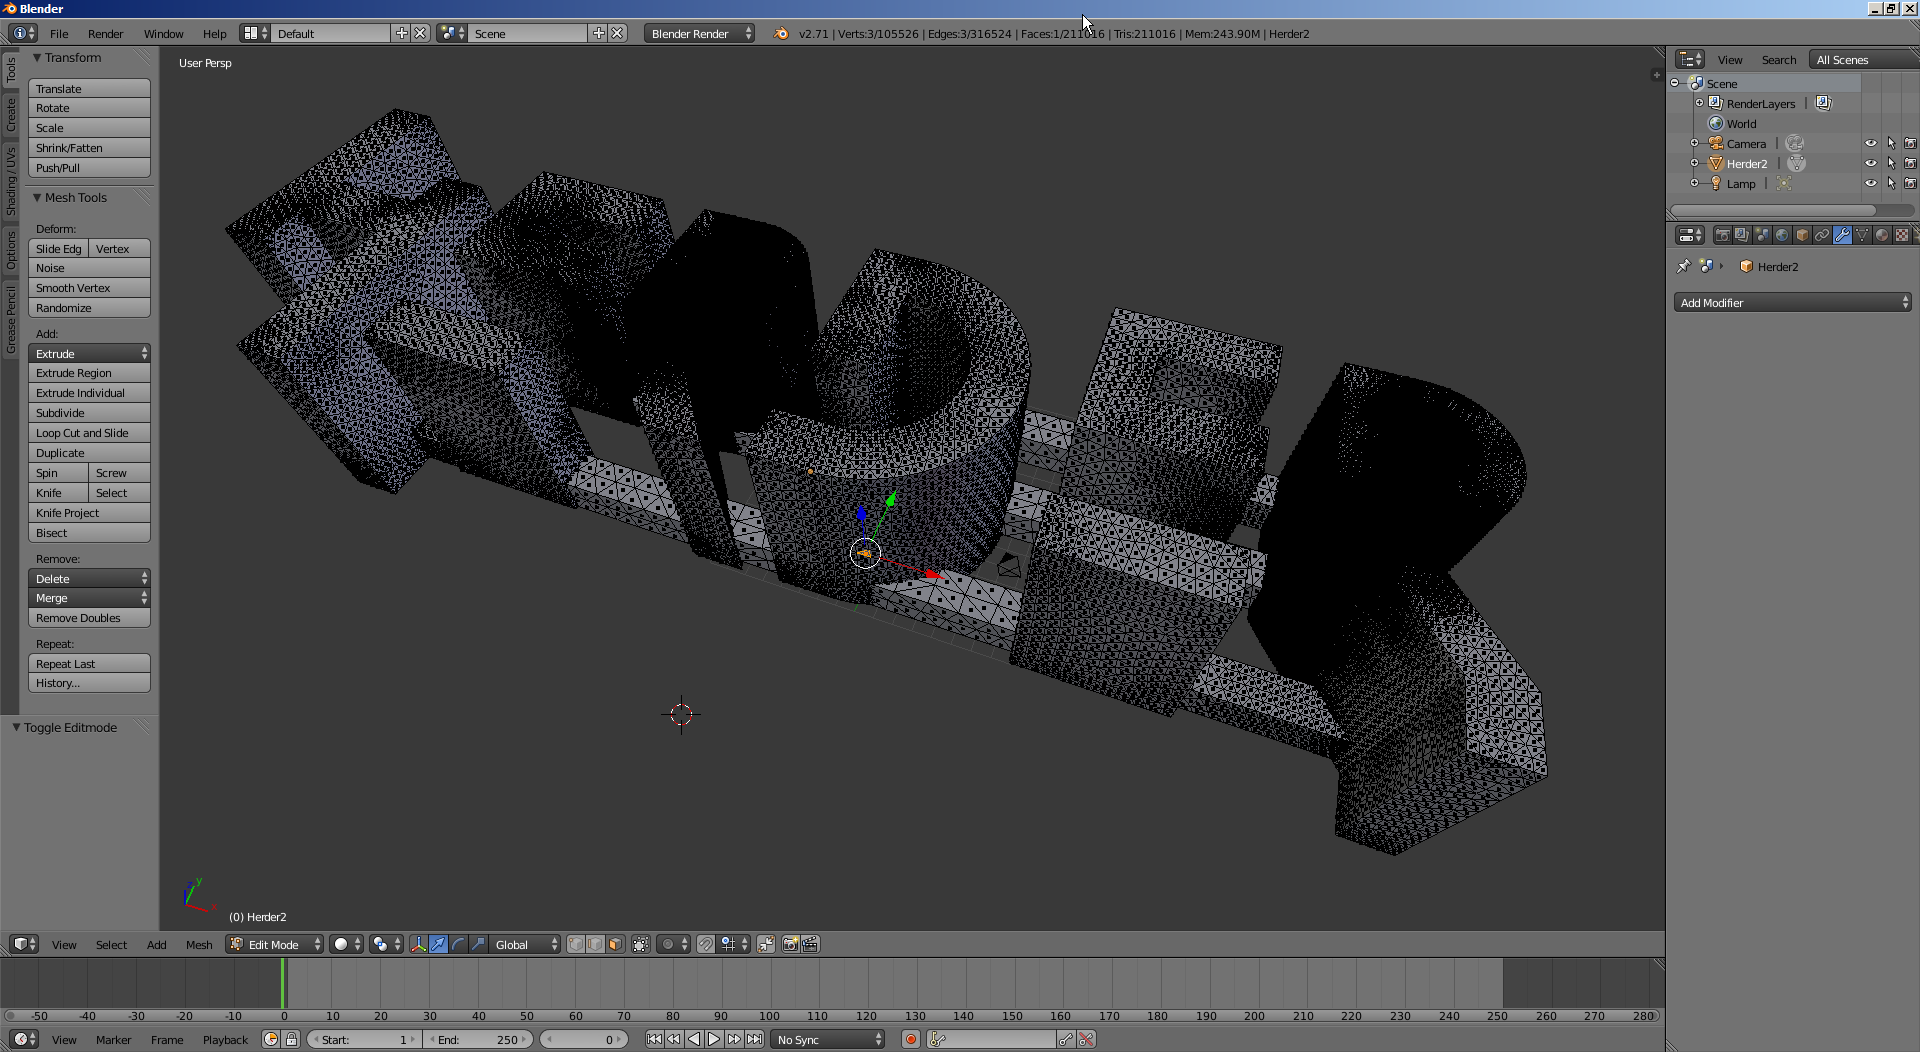 Blender
File Render Window Help Default Scene Blender Render v2.71 | Verts:3/105526 | Edges:3/316524 | Faces:1/211016 | Tris:211016 | Mem:243.90M | Herder2
Tools
Create
Shading / UVs
Options
Grease Pencil
Transform
Translate
Rotate
Scale
Shrink/Fatten
Push/Pull
Mesh Tools
Deform:
Slide Edg Vertex
Noise
Smooth Vertex
Randomize
Add:
Extrude
Extrude Region
Extrude Individual
Subdivide
Loop Cut and Slide
Duplicate
Spin Screw
Knife Select
Knife Project
Bisect
Remove:
Delete
Merge
Remove Doubles
Repeat:
Repeat Last
History...
Toggle Editmode
User Persp
y
x
(0) Herder2
View Search All Scenes
Scene
RenderLayers |
World
Camera |
Herder2 |
Lamp |
Herder2
Add Modifier
View Select Add Mesh Edit Mode Global
-50 -40 -30 -20 -10 0 10 20 30 40 50 60 70 80 90 100 110 120 130 140 150 160 170 180 190 200 210 220 230 240 250 260 270 280
View Marker Frame Playback Start: 1 End: 250 0 No Sync